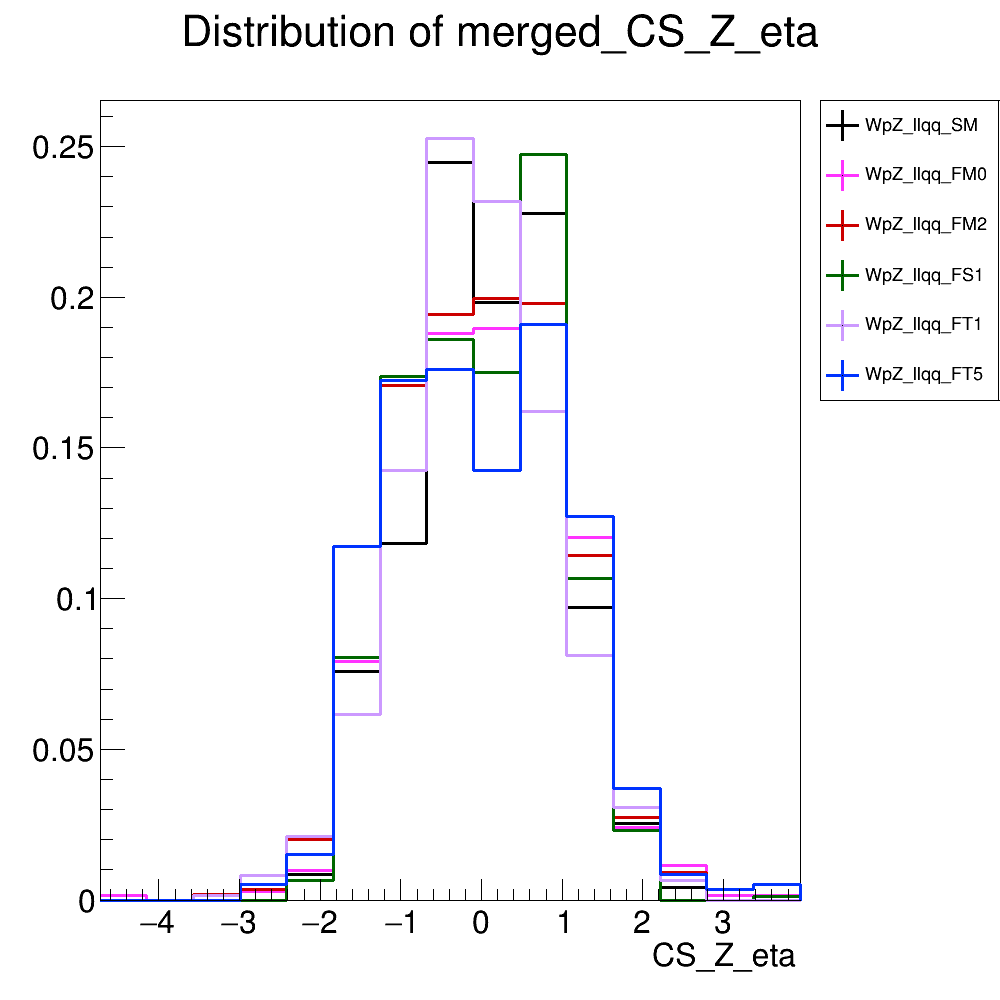 Distribution of merged_CS_Z_eta
WpZ_llqq_SM
WpZ_llqq_FM0
WpZ_llqq_FM2
WpZ_llqq_FS1
WpZ_llqq_FT1
WpZ_llqq_FT5
0.25
0.2
0.15
0.1
0.05
0
−4 −3 −2 −1 0 1 2 3
CS_Z_eta